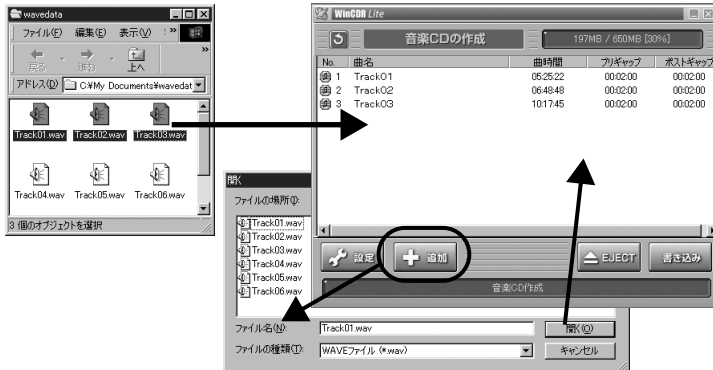 wavedata
ファイル(F) 編集(E) 表示(V) »
戻る 進む 上へ »
アドレス(D) C:¥My Documents¥wavedat
Track01.wav Track02.wav Track03.wav
Track04.wav Track05.wav Track06.wav
3 個のオブジェクトを選択
WinCDR Lite
音楽CDの作成 197MB / 650MB [30%]
No. 曲名 曲時間 プリギャップ ポストギャップ
1 Track01 05:25:22 00:02:00 00:02:00
2 Track02 06:48:48 00:02:00 00:02:00
3 Track03 10:17:45 00:02:00 00:02:00
設定 追加 EJECT 書き込み
音楽CD作成
開く
ファイルの場所(I):
Track01.wav
Track02.wav
Track03.wav
Track04.wav
Track05.wav
Track06.wav
ファイル名(N): Track01.wav 開く(O)
ファイルの種類(T): WAVEファイル (*.wav) キャンセル